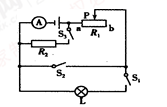 A P
S₃ a R₁ b
R₂
S₂ S₁
L